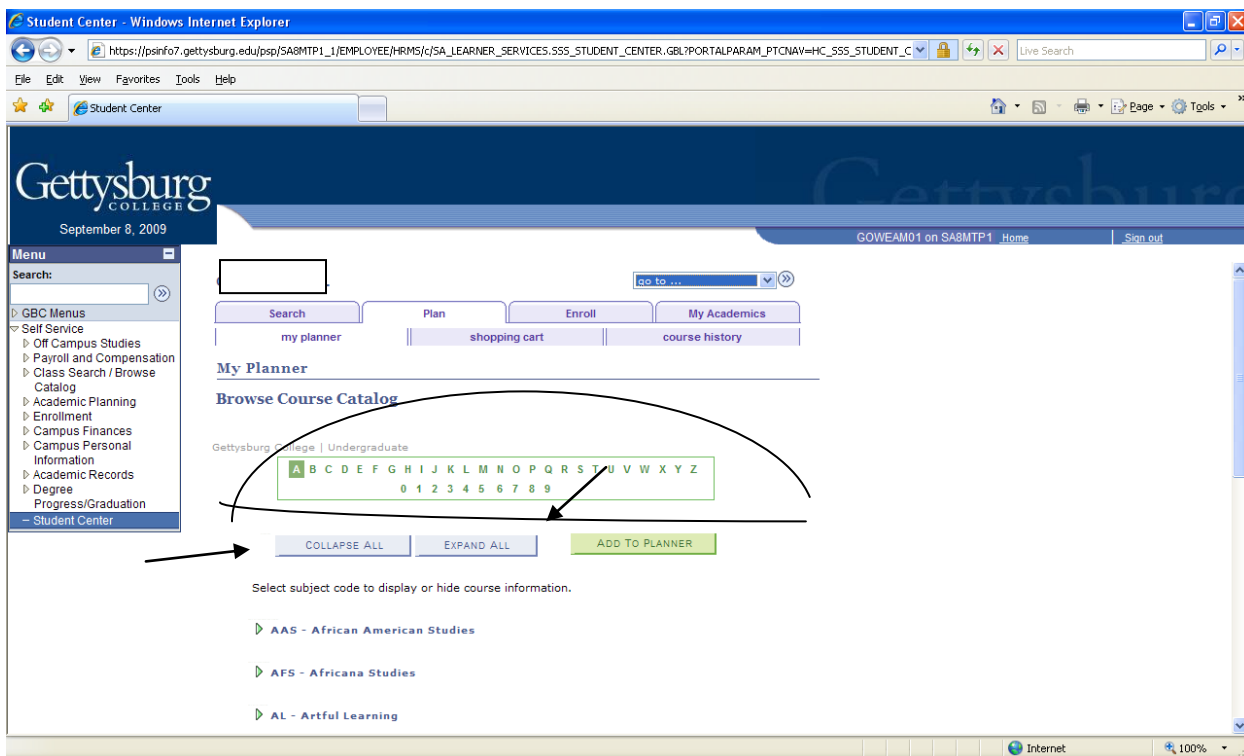 Student Center - Windows Internet Explorer
https://psinfo7.gettysburg.edu/psp/SA8MTP1_1/EMPLOYEE/HRMS/c/SA_LEARNER_SERVICES.SSS_STUDENT_CENTER.GBL?PORTALPARAM_PTCNAV=HC_SSS_STUDENT_C
Live Search
File Edit View Favorites Tools Help
Student Center
Page Tools
Gettysburg
COLLEGE
Gettysburg
September 8, 2009
GOWEAM01 on SA8MTP1 Home Sign out
Menu
Search:
GBC Menus
Self Service
Off Campus Studies
Payroll and Compensation
Class Search / Browse
Catalog
Academic Planning
Enrollment
Campus Finances
Campus Personal
Information
Academic Records
Degree
Progress/Graduation
Student Center
go to ...
Search Plan Enroll My Academics
my planner shopping cart course history
My Planner
Browse Course Catalog
Gettysburg College | Undergraduate
A B C D E F G H I J K L M N O P Q R S T U V W X Y Z
0 1 2 3 4 5 6 7 8 9
COLLAPSE ALL EXPAND ALL ADD TO PLANNER
Select subject code to display or hide course information.
AAS - African American Studies
AFS - Africana Studies
AL - Artful Learning
Internet 100%